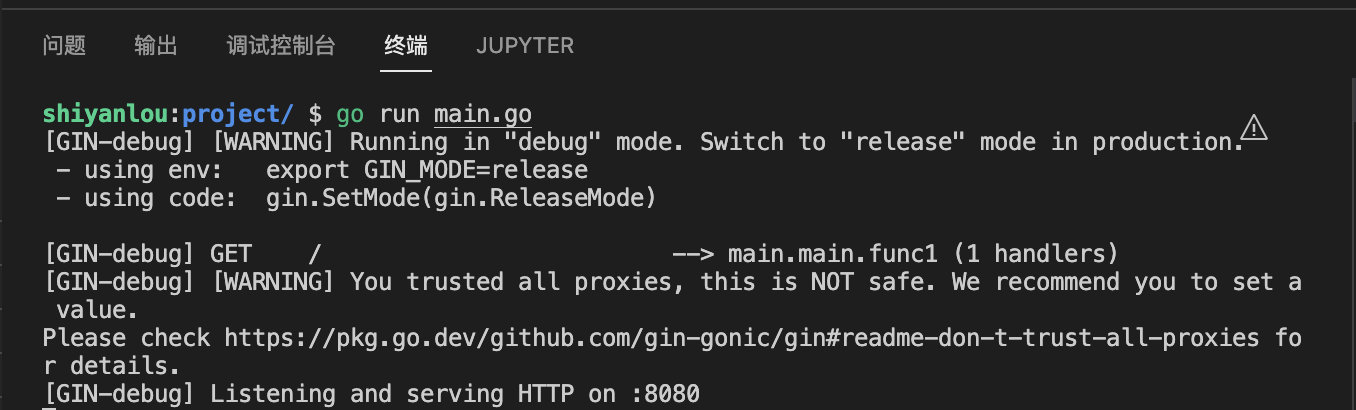 问题 输出 调试控制台 终端 JUPYTER
shiyanlou:project/ $ go run main.go
[GIN-debug] [WARNING] Running in "debug" mode. Switch to "release" mode in production.
 - using env:   export GIN_MODE=release
 - using code:  gin.SetMode(gin.ReleaseMode)
[GIN-debug] GET    /                         --> main.main.func1 (1 handlers)
[GIN-debug] [WARNING] You trusted all proxies, this is NOT safe. We recommend you to set a
 value.
Please check https://pkg.go.dev/github.com/gin-gonic/gin#readme-don-t-trust-all-proxies fo
r details.
[GIN-debug] Listening and serving HTTP on :8080